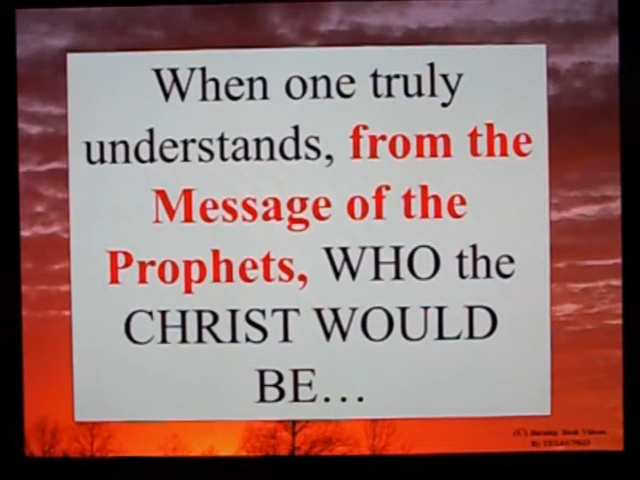 When one truly
understands, from the
Message of the
Prophets, WHO the
CHRIST WOULD
BE…